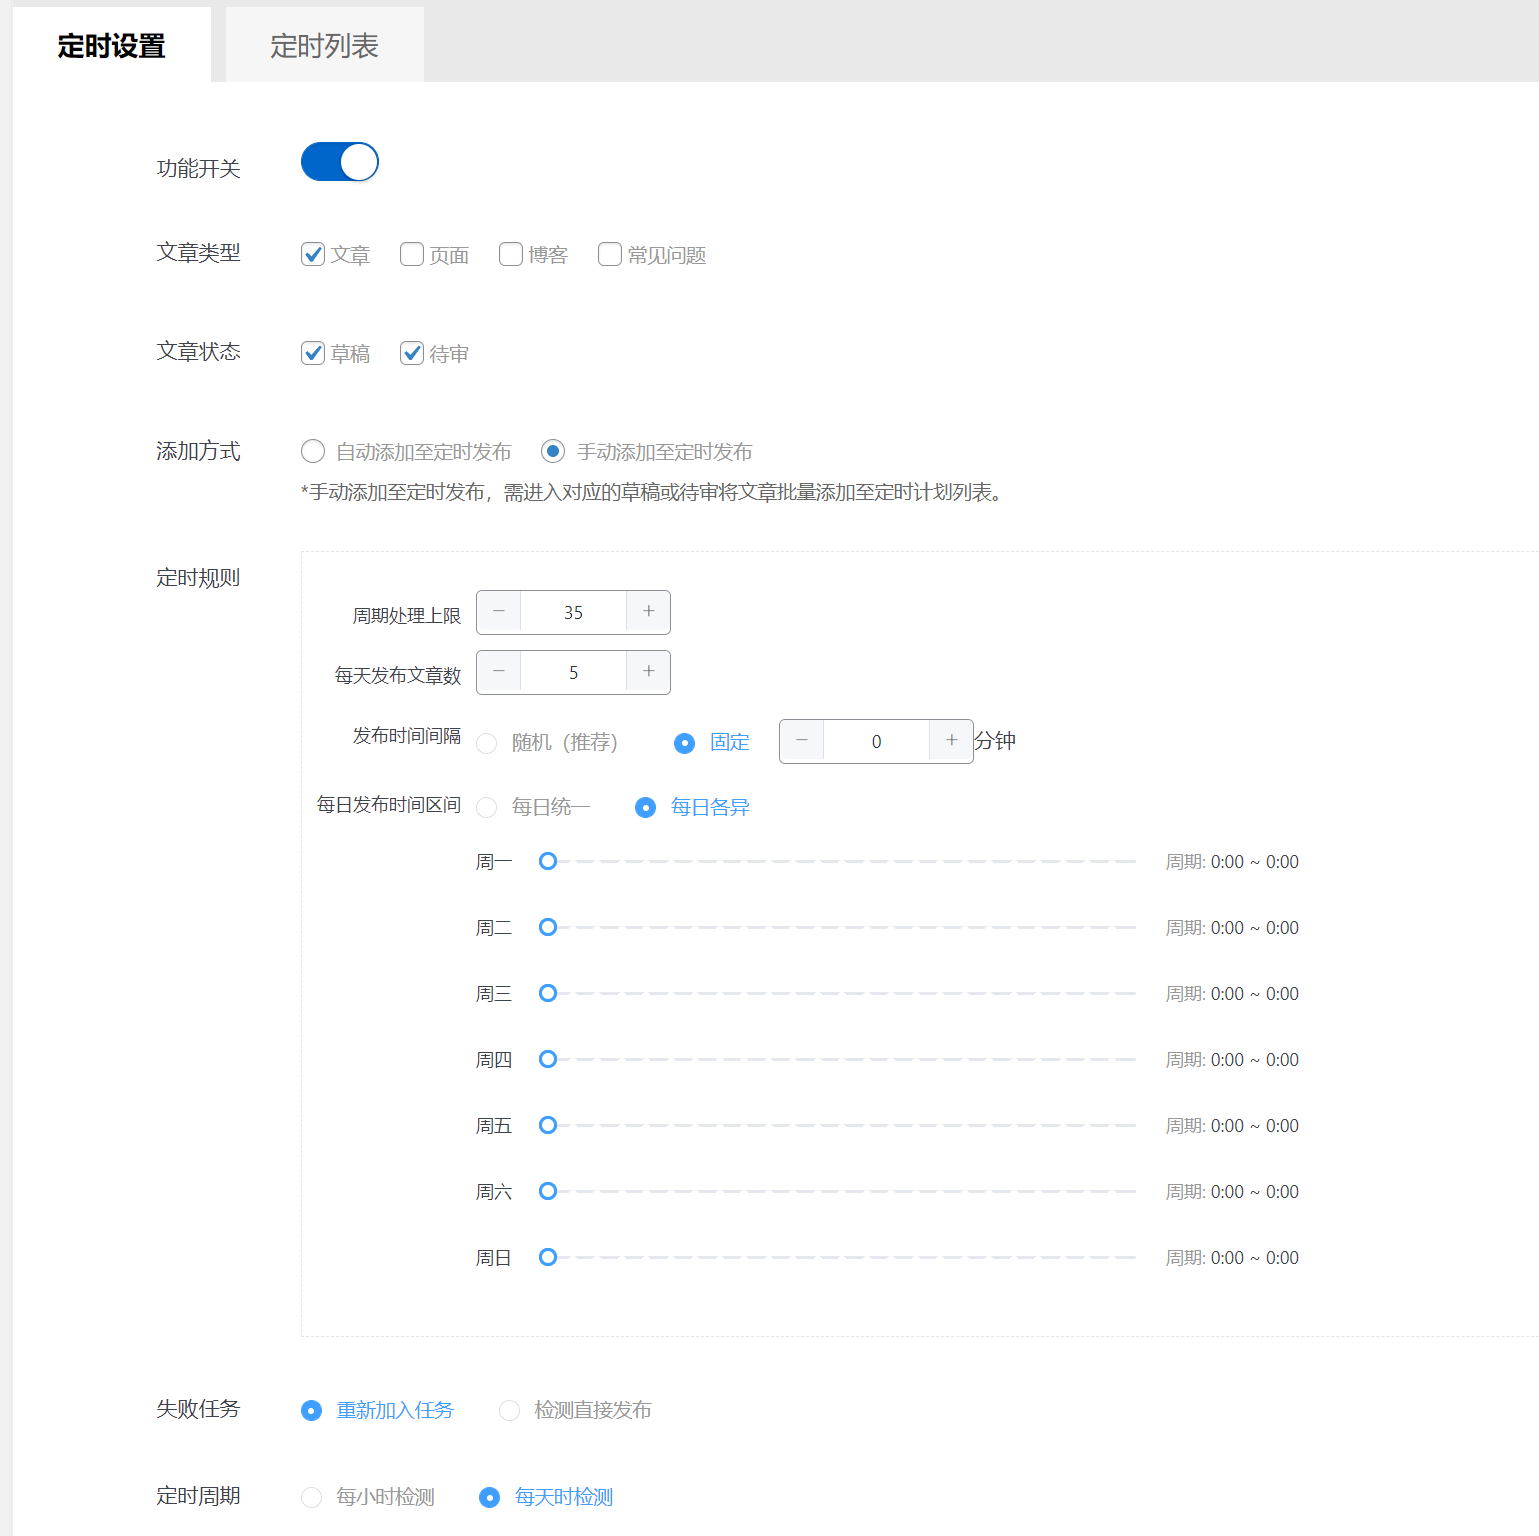 定时设置 定时列表
功能开关
文章类型 文章 页面 博客 常见问题
文章状态 草稿 待审
添加方式 自动添加至定时发布 手动添加至定时发布
*手动添加至定时发布，需进入对应的草稿或待审将文章批量添加至定时计划列表。
定时规则
周期处理上限 − 35 +
每天发布文章数 − 5 +
发布时间间隔 随机（推荐） 固定 − 0 + 分钟
每日发布时间区间 每日统一 每日各异
周一 周期: 0:00 ~ 0:00
周二 周期: 0:00 ~ 0:00
周三 周期: 0:00 ~ 0:00
周四 周期: 0:00 ~ 0:00
周五 周期: 0:00 ~ 0:00
周六 周期: 0:00 ~ 0:00
周日 周期: 0:00 ~ 0:00
失败任务 重新加入任务 检测直接发布
定时周期 每小时检测 每天时检测